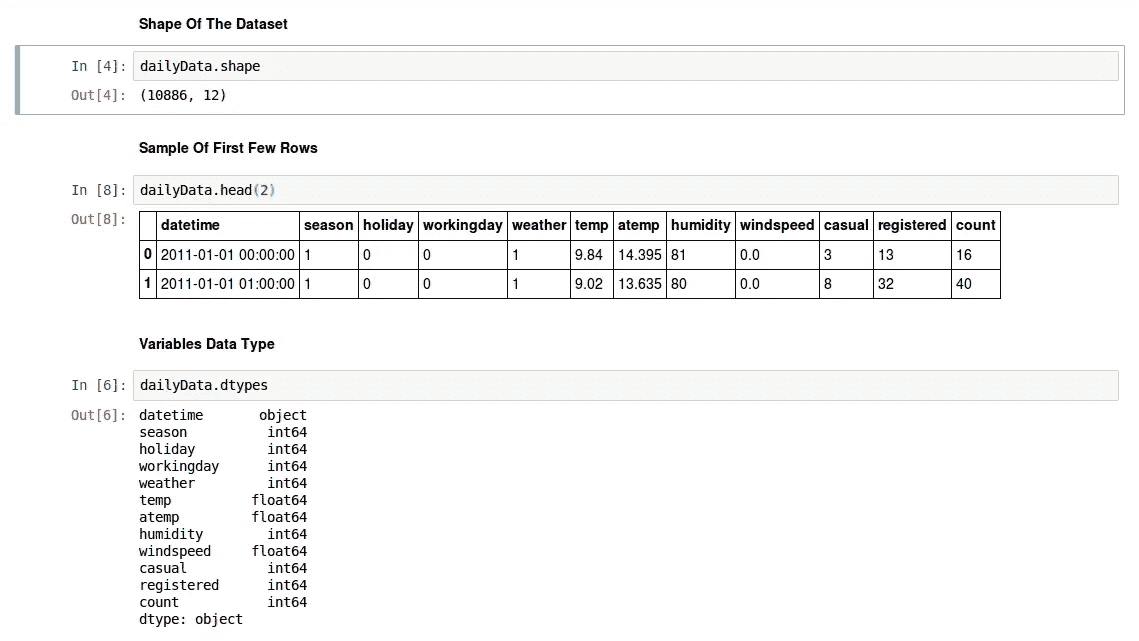 Shape Of The Dataset
In [4]: dailyData.shape
Out[4]: (10886, 12)
Sample Of First Few Rows
In [8]: dailyData.head(2)
Out[8]:
datetime season holiday workingday weather temp atemp humidity windspeed casual registered count
0 2011-01-01 00:00:00 1 0 0 1 9.84 14.395 81 0.0 3 13 16
1 2011-01-01 01:00:00 1 0 0 1 9.02 13.635 80 0.0 8 32 40
Variables Data Type
In [6]: dailyData.dtypes
Out[6]: datetime object
season int64
holiday int64
workingday int64
weather int64
temp float64
atemp float64
humidity int64
windspeed float64
casual int64
registered int64
count int64
dtype: object